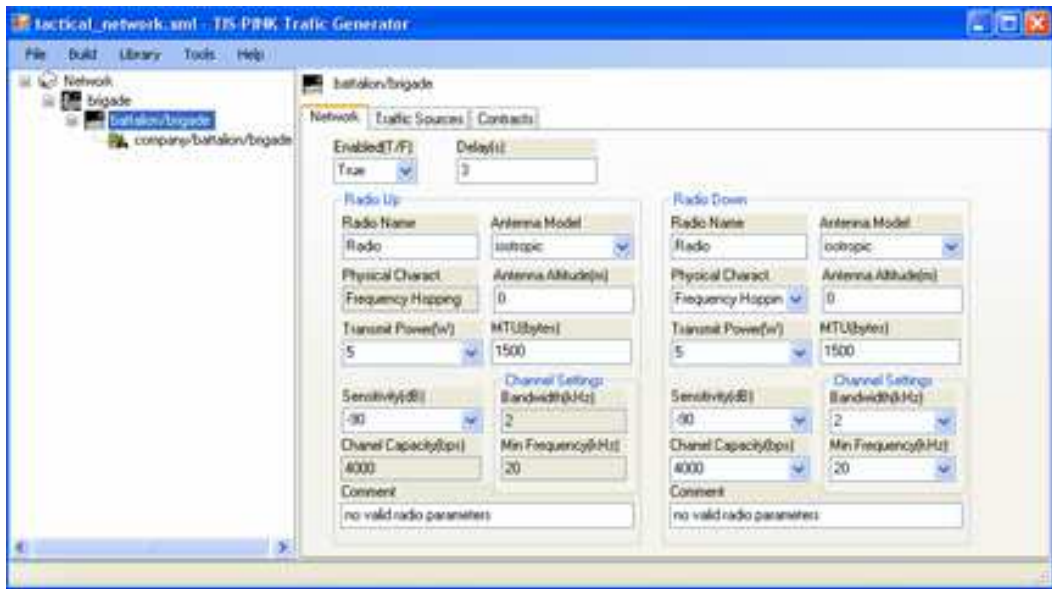 tactical_network.xml - TIS-PINK Trafic Generator
File Build Library Tools Help
Network
brigade
battalion/brigade
company/battalion/brigade
battalion/brigade
Network Traffic Sources Contracts
Enabled(T/F) Delay(s)
True 3
Radio Up
Radio Name Antenna Model
Radio isotropic
Physical Charact Antenna Altitude(m)
Frequency Hopping 0
Transmit Power(W) MTU(bytes)
5 1500
Channel Settings
Sensitivity(dB) Bandwidth(kHz)
-90 2
Chanel Capacity(bps) Min Frequency(kHz)
4000 20
Comment
no valid radio parameters
Radio Down
Radio Name Antenna Model
Radio isotropic
Physical Charact Antenna Altitude(m)
Frequency Hoppin 0
Transmit Power(W) MTU(bytes)
5 1500
Channel Settings
Sensitivity(dB) Bandwidth(kHz)
-90 2
Chanel Capacity(bps) Min Frequency(kHz)
4000 20
Comment
no valid radio parameters